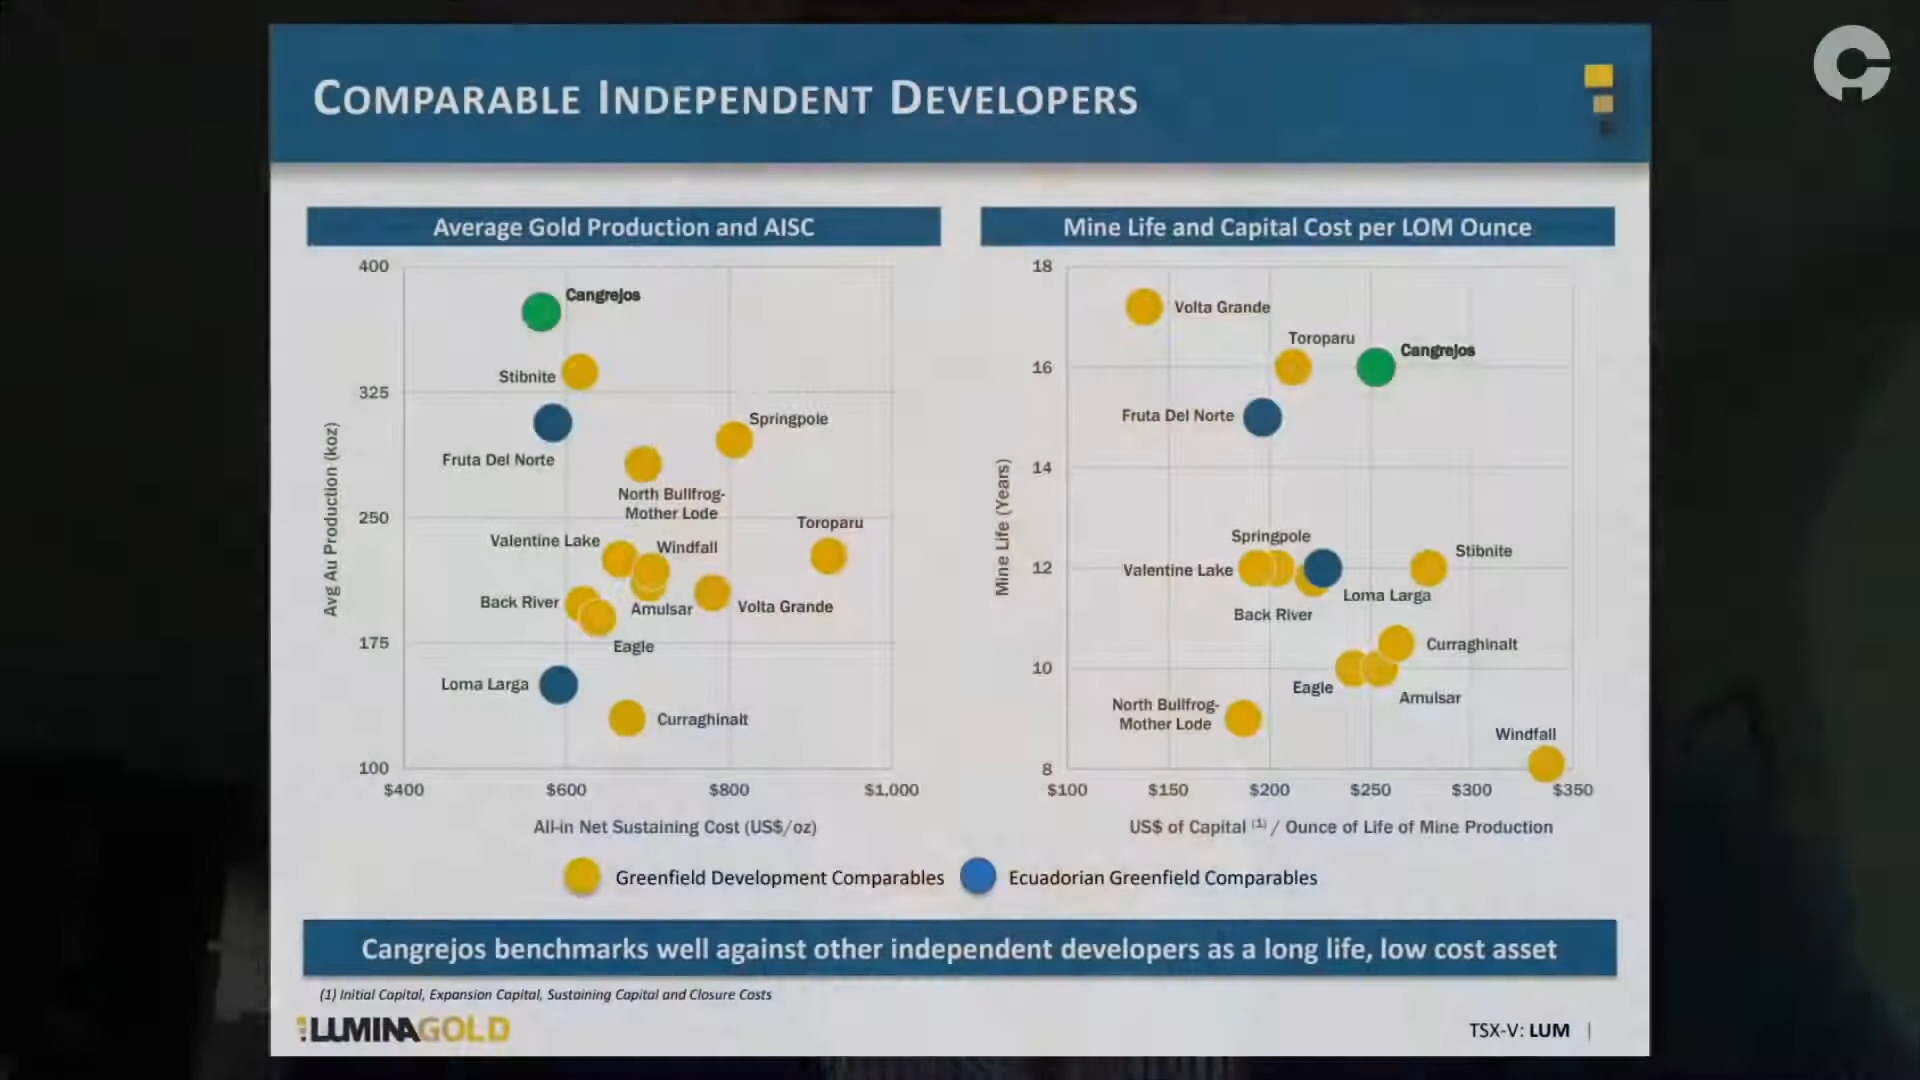 COMPARABLE INDEPENDENT DEVELOPERS
Average Gold Production and AISC
400
325
250
175
100
Avg Au Production (koz)
Cangrejos
Stibnite
Springpole
Fruta Del Norte
North Bullfrog-
Mother Lode
Toroparu
Valentine Lake
Windfall
Back River
Amulsar
Volta Grande
Eagle
Loma Larga
Curraghinalt
$400
$600
$800
$1,000
All-in Net Sustaining Cost (US$/oz)
Mine Life and Capital Cost per LOM Ounce
18
16
14
12
10
8
Mine Life (Years)
Volta Grande
Toroparu
Cangrejos
Fruta Del Norte
Springpole
Stibnite
Valentine Lake
Loma Larga
Back River
Curraghinalt
Eagle
Amulsar
North Bullfrog-
Mother Lode
Windfall
$100
$150
$200
$250
$300
$350
US$ of Capital (1) / Ounce of Life of Mine Production
Greenfield Development Comparables
Ecuadorian Greenfield Comparables
Cangrejos benchmarks well against other independent developers as a long life, low cost asset
(1) Initial Capital, Expansion Capital, Sustaining Capital and Closure Costs
LUMINAGOLD
TSX-V: LUM